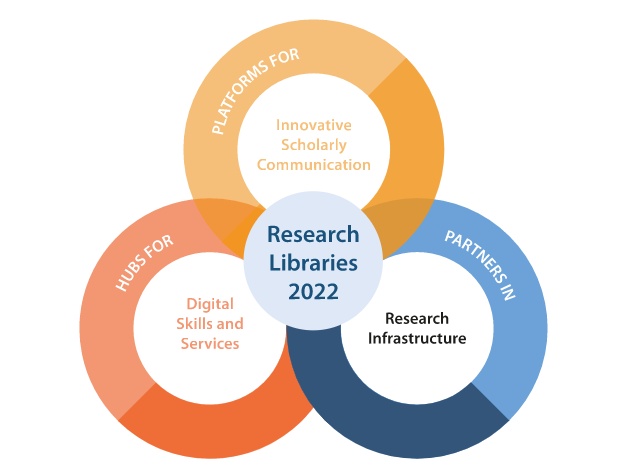 PLATFORMS FOR
Innovative
Scholarly
Communication
Research
Libraries
2022
HUBS FOR
Digital
Skills and
Services
PARTNERS IN
Research
Infrastructure